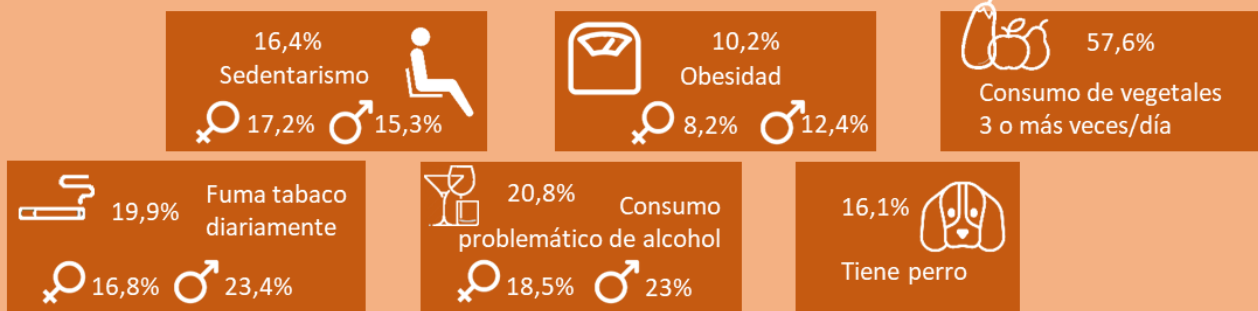 16,4%
Sedentarismo
17,2% 15,3%
10,2%
Obesidad
8,2% 12,4%
57,6%
Consumo de vegetales
3 o más veces/día
19,9% Fuma tabaco
diariamente
16,8% 23,4%
20,8% Consumo
problemático de alcohol
18,5% 23%
16,1%
Tiene perro